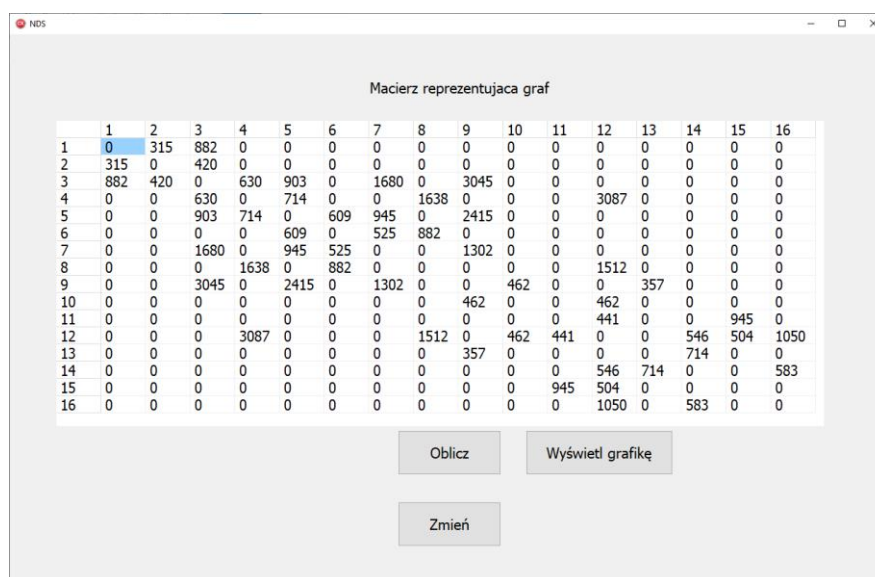 NDS
Macierz reprezentujaca graf
1 2 3 4 5 6 7 8 9 10 11 12 13 14 15 16
1 0 315 882 0 0 0 0 0 0 0 0 0 0 0 0 0
2 315 0 420 0 0 0 0 0 0 0 0 0 0 0 0 0
3 882 420 0 630 903 0 1680 0 3045 0 0 0 0 0 0 0
4 0 0 630 0 714 0 0 1638 0 0 0 3087 0 0 0 0
5 0 0 903 714 0 609 945 0 2415 0 0 0 0 0 0 0
6 0 0 0 0 609 0 525 882 0 0 0 0 0 0 0 0
7 0 0 1680 0 945 525 0 0 1302 0 0 0 0 0 0 0
8 0 0 0 1638 0 882 0 0 0 0 0 1512 0 0 0 0
9 0 0 3045 0 2415 0 1302 0 0 462 0 0 357 0 0 0
10 0 0 0 0 0 0 0 0 462 0 0 462 0 0 0 0
11 0 0 0 0 0 0 0 0 0 0 0 441 0 0 945 0
12 0 0 0 3087 0 0 0 1512 0 462 441 0 0 546 504 1050
13 0 0 0 0 0 0 0 0 357 0 0 0 0 714 0 0
14 0 0 0 0 0 0 0 0 0 0 0 546 714 0 0 583
15 0 0 0 0 0 0 0 0 0 0 945 504 0 0 0 0
16 0 0 0 0 0 0 0 0 0 0 0 1050 0 583 0 0
Oblicz Wyświetl grafikę
Zmień